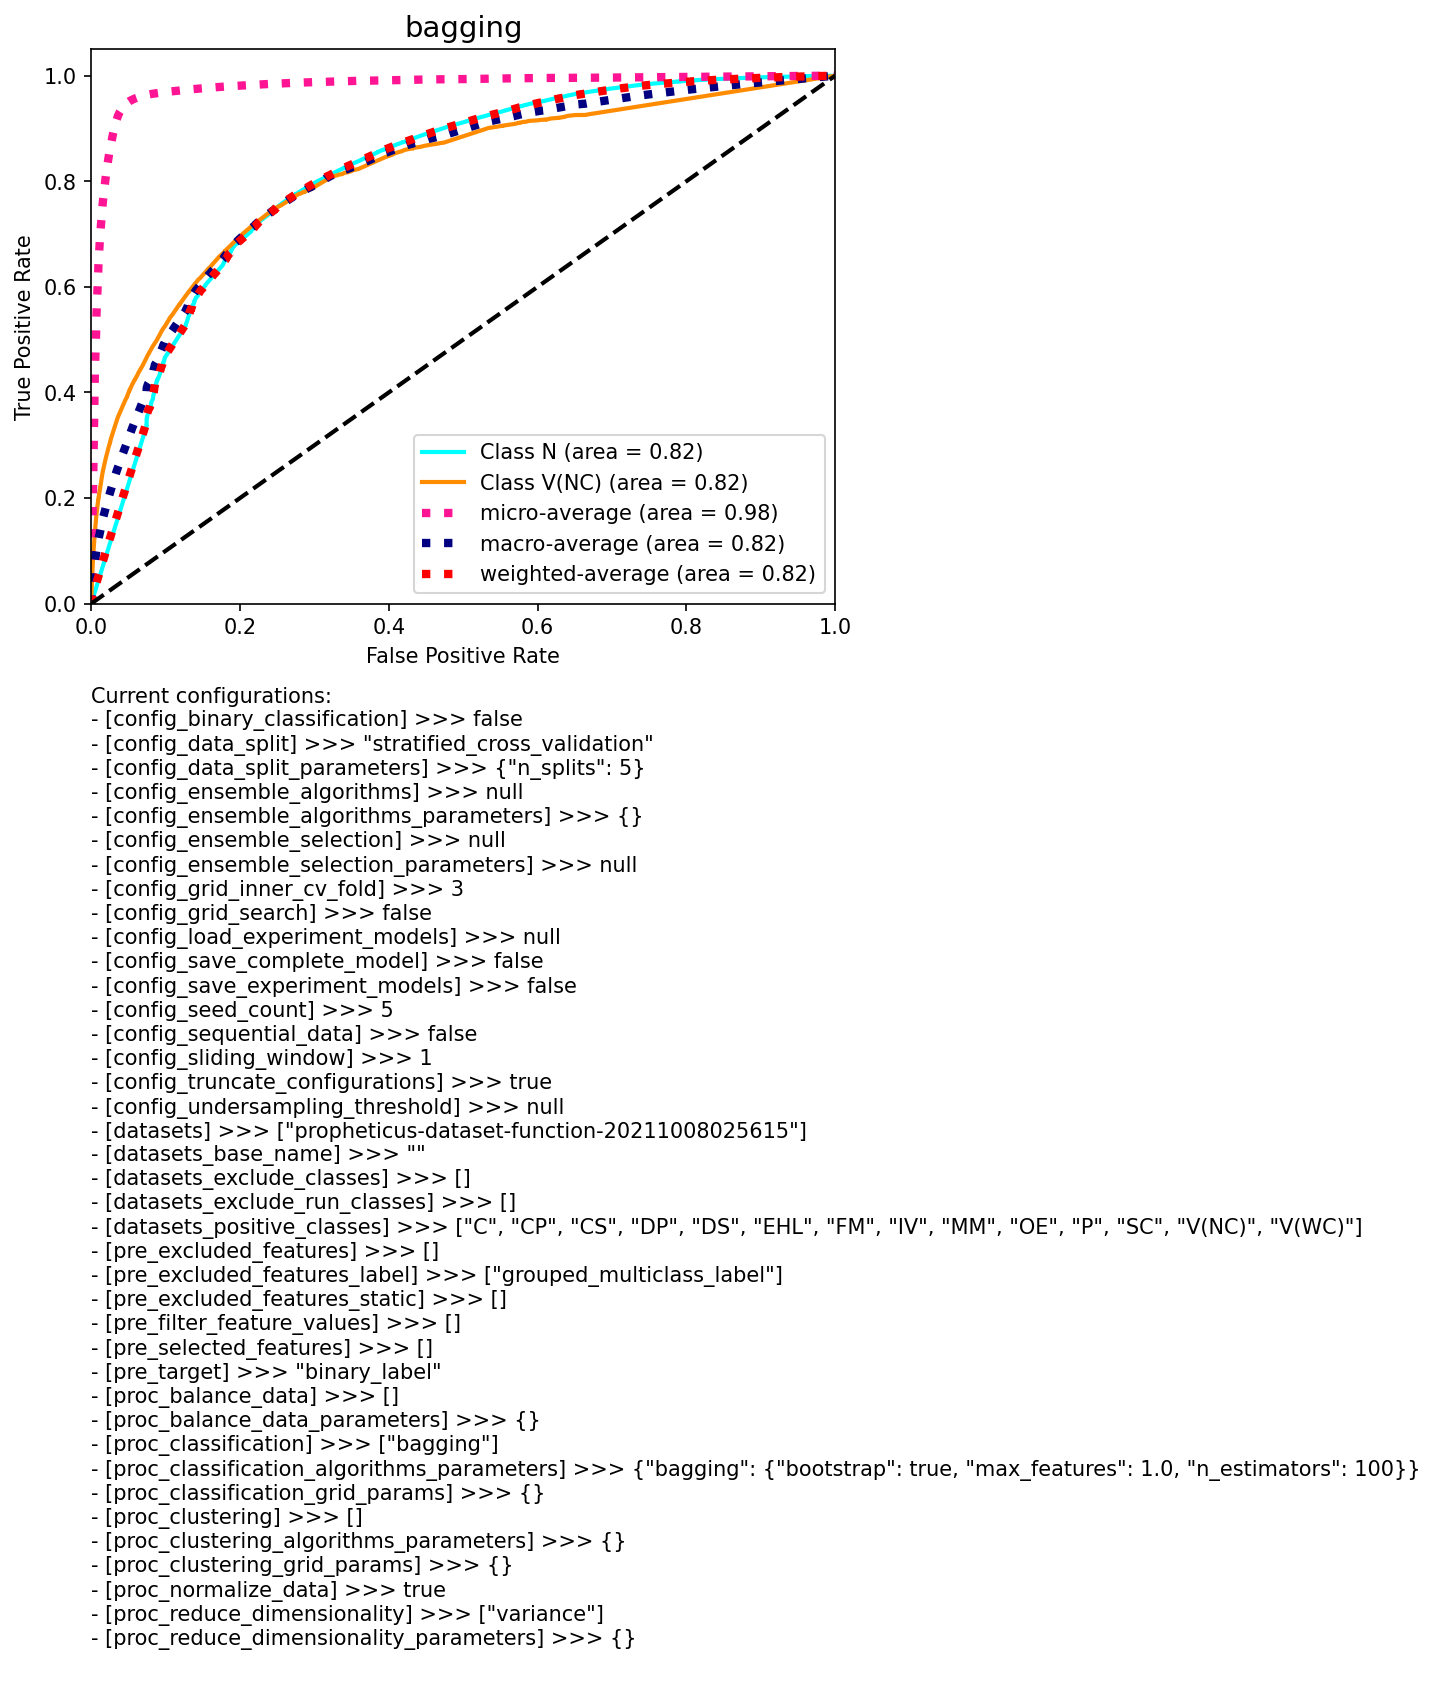 bagging
1.0
0.8
0.6
0.4
0.2
0.0
True Positive Rate
Class N (area = 0.82)
Class V(NC) (area = 0.82)
micro-average (area = 0.98)
macro-average (area = 0.82)
weighted-average (area = 0.82)
0.0 0.2 0.4 0.6 0.8 1.0
False Positive Rate
Current configurations:
- [config_binary_classification] >>> false
- [config_data_split] >>> "stratified_cross_validation"
- [config_data_split_parameters] >>> {"n_splits": 5}
- [config_ensemble_algorithms] >>> null
- [config_ensemble_algorithms_parameters] >>> {}
- [config_ensemble_selection] >>> null
- [config_ensemble_selection_parameters] >>> null
- [config_grid_inner_cv_fold] >>> 3
- [config_grid_search] >>> false
- [config_load_experiment_models] >>> null
- [config_save_complete_model] >>> false
- [config_save_experiment_models] >>> false
- [config_seed_count] >>> 5
- [config_sequential_data] >>> false
- [config_sliding_window] >>> 1
- [config_truncate_configurations] >>> true
- [config_undersampling_threshold] >>> null
- [datasets] >>> ["propheticus-dataset-function-20211008025615"]
- [datasets_base_name] >>> ""
- [datasets_exclude_classes] >>> []
- [datasets_exclude_run_classes] >>> []
- [datasets_positive_classes] >>> ["C", "CP", "CS", "DP", "DS", "EHL", "FM", "IV", "MM", "OE", "P", "SC", "V(NC)", "V(WC)"]
- [pre_excluded_features] >>> []
- [pre_excluded_features_label] >>> ["grouped_multiclass_label"]
- [pre_excluded_features_static] >>> []
- [pre_filter_feature_values] >>> []
- [pre_selected_features] >>> []
- [pre_target] >>> "binary_label"
- [proc_balance_data] >>> []
- [proc_balance_data_parameters] >>> {}
- [proc_classification] >>> ["bagging"]
- [proc_classification_algorithms_parameters] >>> {"bagging": {"bootstrap": true, "max_features": 1.0, "n_estimators": 100}}
- [proc_classification_grid_params] >>> {}
- [proc_clustering] >>> []
- [proc_clustering_algorithms_parameters] >>> {}
- [proc_clustering_grid_params] >>> {}
- [proc_normalize_data] >>> true
- [proc_reduce_dimensionality] >>> ["variance"]
- [proc_reduce_dimensionality_parameters] >>> {}